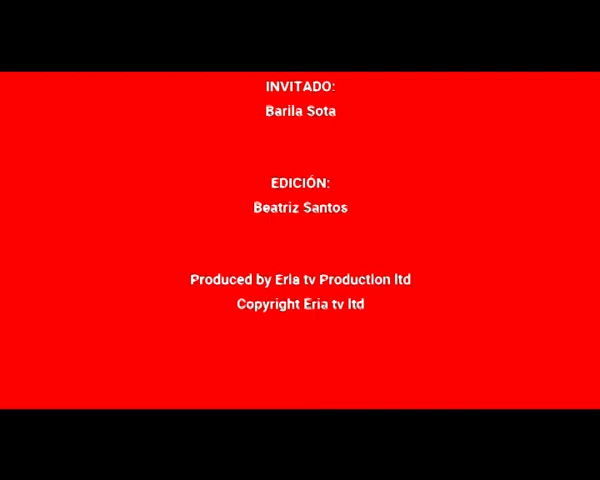 INVITADO:
Barila Sota
EDICIÓN:
Beatriz Santos
Produced by Eria tv Production ltd
Copyright Eria tv ltd